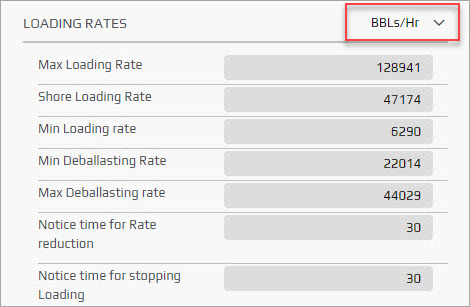 LOADING RATES BBLs/Hr
Max Loading Rate 128941
Shore Loading Rate 47174
Min Loading rate 6290
Min Deballasting Rate 22014
Max Deballasting rate 44029
Notice time for Rate 30
reduction
Notice time for stopping 30
Loading